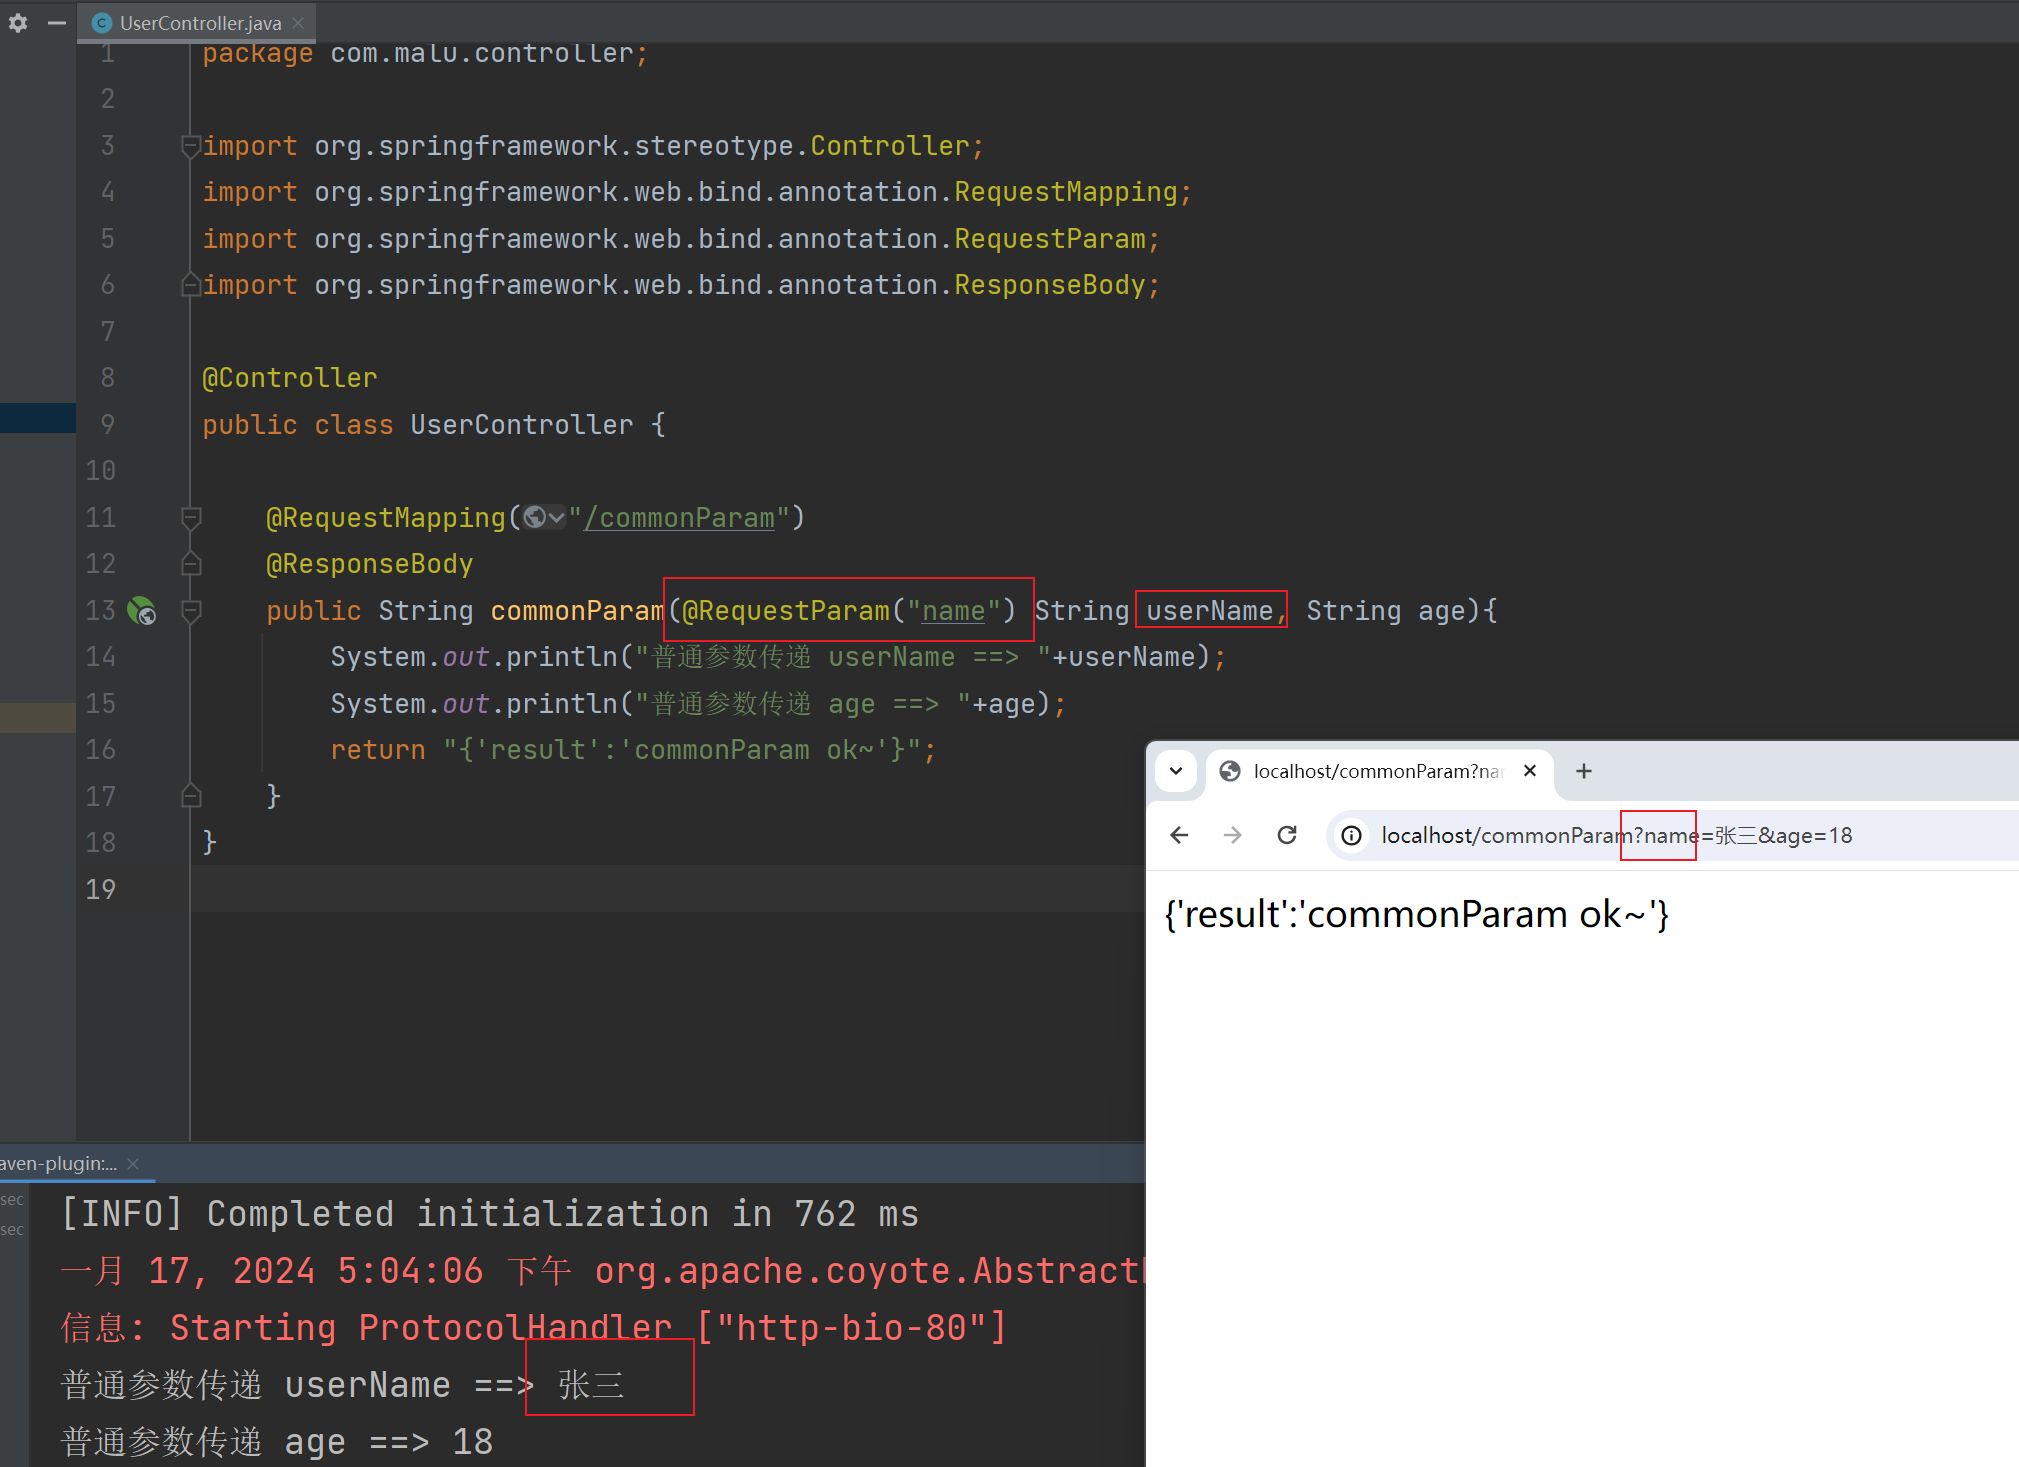 UserController.java
1 package com.malu.controller;
2
3 import org.springframework.stereotype.Controller;
4 import org.springframework.web.bind.annotation.RequestMapping;
5 import org.springframework.web.bind.annotation.RequestParam;
6 import org.springframework.web.bind.annotation.ResponseBody;
7
8 @Controller
9 public class UserController {
10
11 @RequestMapping("/commonParam")
12 @ResponseBody
13 public String commonParam(@RequestParam("name") String userName, String age){
14 System.out.println("普通参数传递 userName ==> "+userName);
15 System.out.println("普通参数传递 age ==> "+age);
16 return "{'result':'commonParam ok~'}";
17 }
18 }
19
localhost/commonParam?na
localhost/commonParam?name=张三&age=18
{'result':'commonParam ok~'}
aven-plugin:...
sec
sec
[INFO] Completed initialization in 762 ms
一月 17, 2024 5:04:06 下午 org.apache.coyote.Abstract
信息: Starting ProtocolHandler ["http-bio-80"]
普通参数传递 userName ==> 张三
普通参数传递 age ==> 18